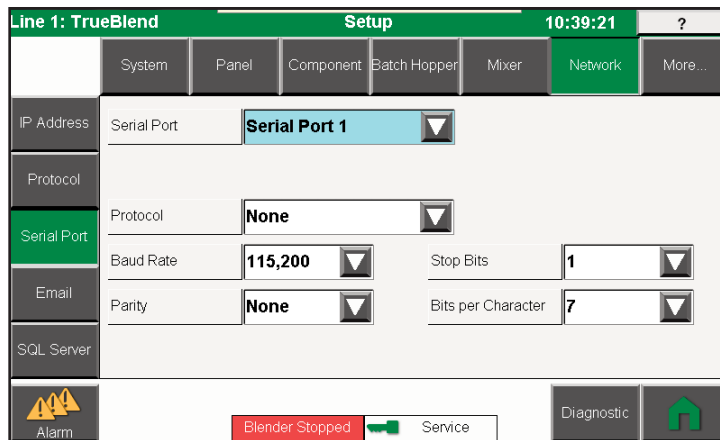 Line 1: TrueBlend Setup 10:39:21 ?
System Panel Component Batch Hopper Mixer Network More...
IP Address
Serial Port Serial Port 1
Protocol
Protocol None
Serial Port
Baud Rate 115,200 Stop Bits 1
Email
Parity None Bits per Character 7
SQL Server
Alarm
Blender Stopped Service
Diagnostic